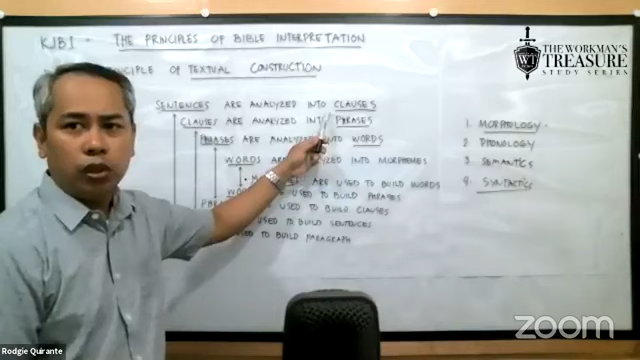 KJBI - THE PRINCIPLES OF BIBLE INTERPRETATION
CIPLE OF TEXTUAL CONSTRUCTION
SENTENCES ARE ANALYZED INTO CLAUSES
CLAUSES ARE ANALYZED INTO PHRASES
PHRASES ARE ANALYZED INTO WORDS
WORDS ARE ANALYZED INTO MORPHEMES
ARE USED TO BUILD WORDS
USED TO BUILD PHRASES
USED TO BUILD CLAUSES
USED TO BUILD SENTENCES
USED TO BUILD PARAGRAPH
1. MORPHOLOGY
2. PHONOLOGY
3. SEMANTICS
4. SYNTACTICS
THE WORKMAN'S
TREASURE
STUDY SERIES
WT
Rodgie Quirante
zoom